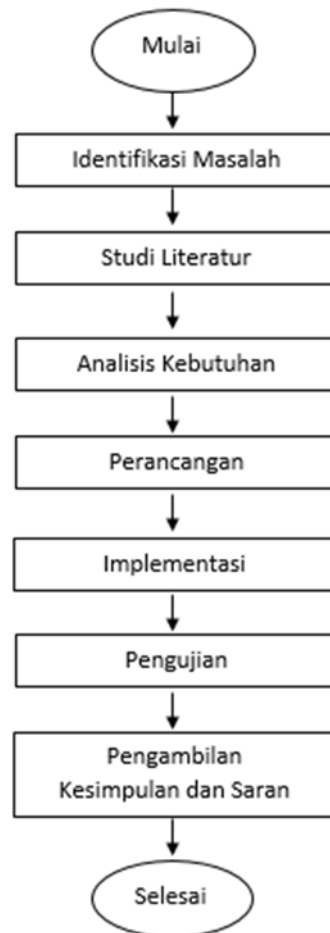 Mulai
Identifikasi Masalah
Studi Literatur
Analisis Kebutuhan
Perancangan
Implementasi
Pengujian
Pengambilan
Kesimpulan dan Saran
Selesai